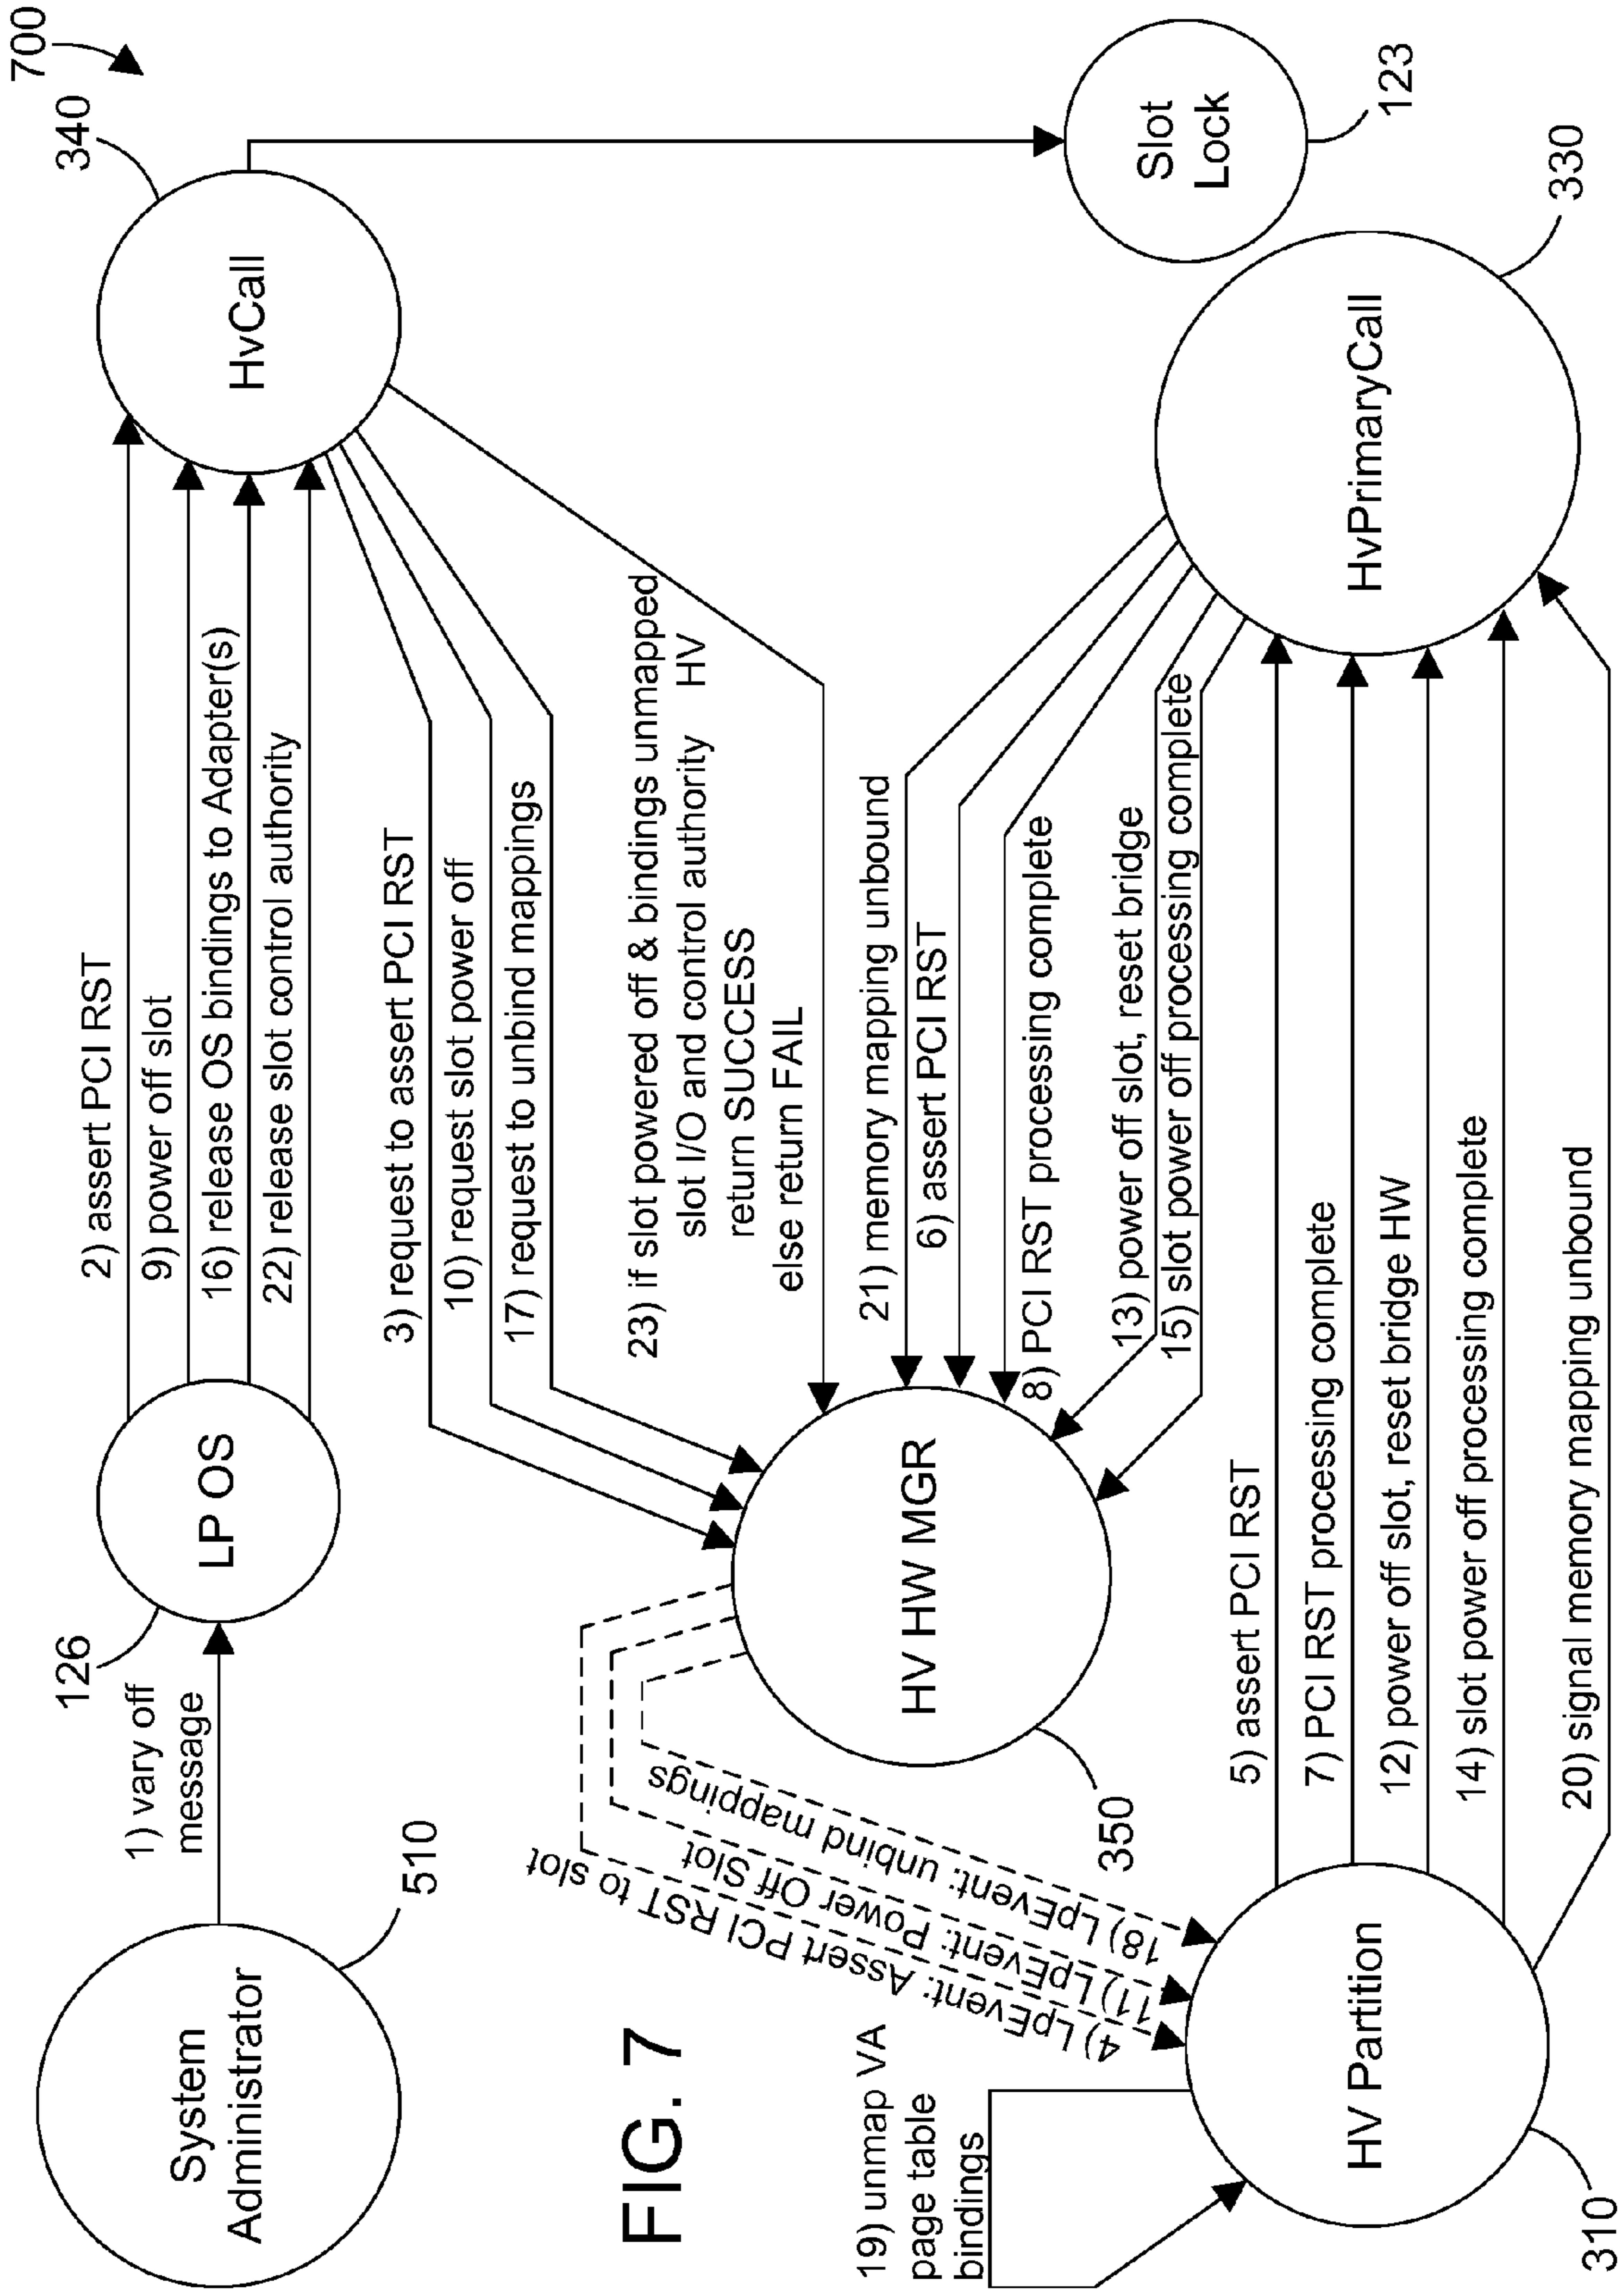 700
System
Administrator
510
1) vary off
message
126
LP OS
2) assert PCI RST
9) power off slot
16) release OS bindings to Adapter(s)
22) release slot control authority
340
HvCall
3) request to assert PCI RST
10) request slot power off
17) request to unbind mappings
23) if slot powered off & bindings unmapped
slot I/O and control authority HV
return SUCCESS
else return FAIL
Slot
Lock
123
FIG. 7
4) LpEvent: Assert PCI RST to slot
11) LpEvent: Power Off Slot
18) LpEvent: unbind mappings
HV HW MGR
350
21) memory mapping unbound
6) assert PCI RST
8) PCI RST processing complete
13) power off slot, reset bridge
15) slot power off processing complete
19) unmap VA
page table
bindings
HV Partition
310
5) assert PCI RST
7) PCI RST processing complete
12) power off slot, reset bridge HW
14) slot power off processing complete
20) signal memory mapping unbound
HvPrimaryCall
330